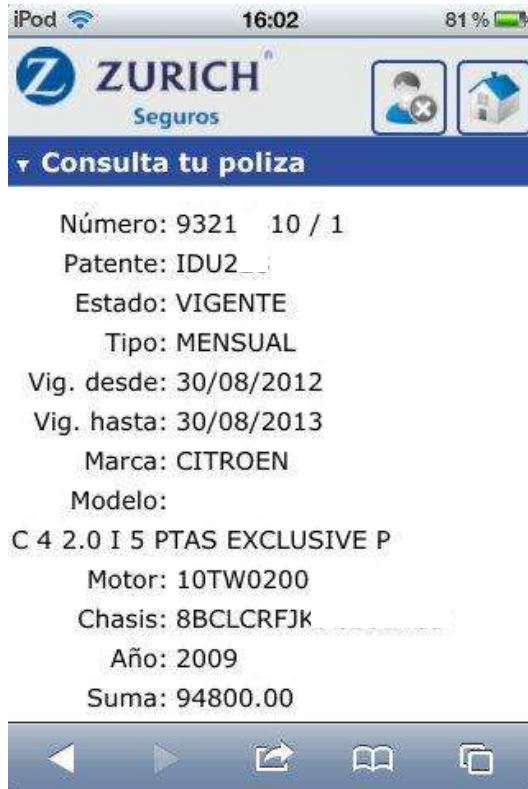 iPod 16:02 81 %
ZURICH®
Seguros
Consulta tu poliza
Número: 9321 10 / 1
Patente: IDU2
Estado: VIGENTE
Tipo: MENSUAL
Vig. desde: 30/08/2012
Vig. hasta: 30/08/2013
Marca: CITROEN
Modelo:
C 4 2.0 I 5 PTAS EXCLUSIVE P
Motor: 10TW0200
Chasis: 8BCLCRFJK
Año: 2009
Suma: 94800.00